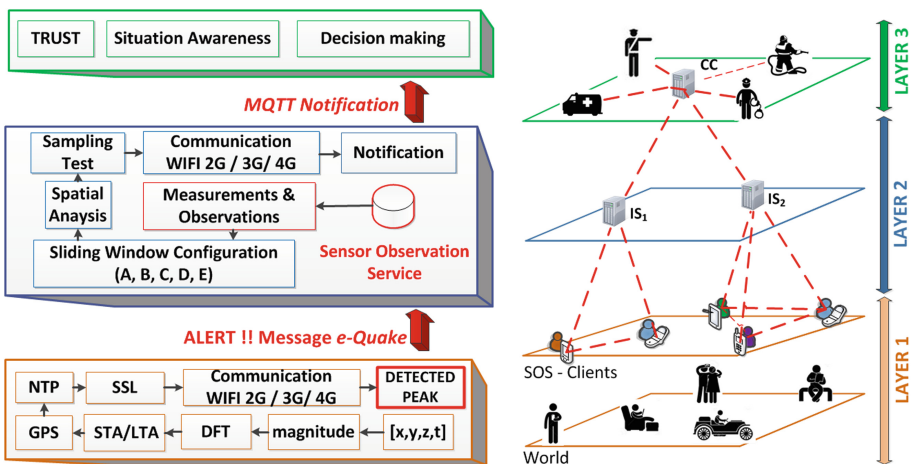 TRUST
Situation Awareness
Decision making
MQTT Notification
Sampling
Test
Communication
WIFI 2G / 3G/ 4G
Notification
Spatial
Anaysis
Measurements &
Observations
Sliding Window Configuration
(A, B, C, D, E)
Sensor Observation
Service
ALERT !! Message e-Quake
NTP
SSL
Communication
WIFI 2G / 3G/ 4G
DETECTED
PEAK
GPS
STA/LTA
DFT
magnitude
[x,y,z,t]
CC
LAYER 3
IS₁
IS₂
LAYER 2
SOS - Clients
LAYER 1
World